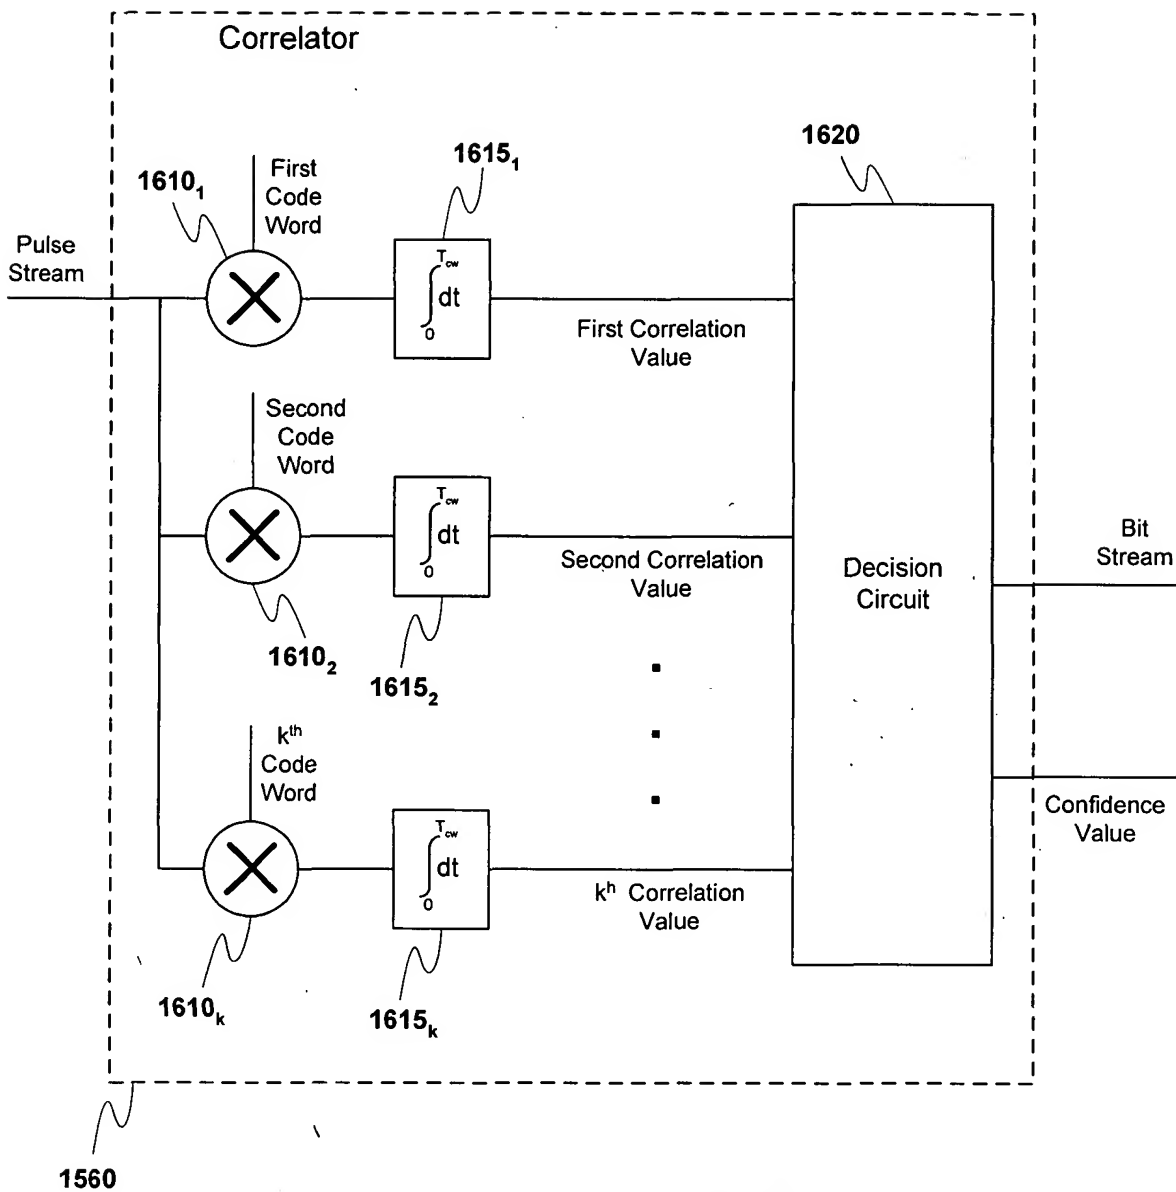 Correlator
1615₁
1620
First
Code
Word
1610₁
Pulse
Stream
T_cw
∫ dt
0
First Correlation
Value
Second
Code
Word
T_cw
∫ dt
0
Second Correlation
Value
Decision
Circuit
Bit
Stream
1610₂
1615₂
kᵗʰ
Code
Word
T_cw
∫ dt
0
kʰ Correlation
Value
Confidence
Value
1610ₖ
1615ₖ
1560